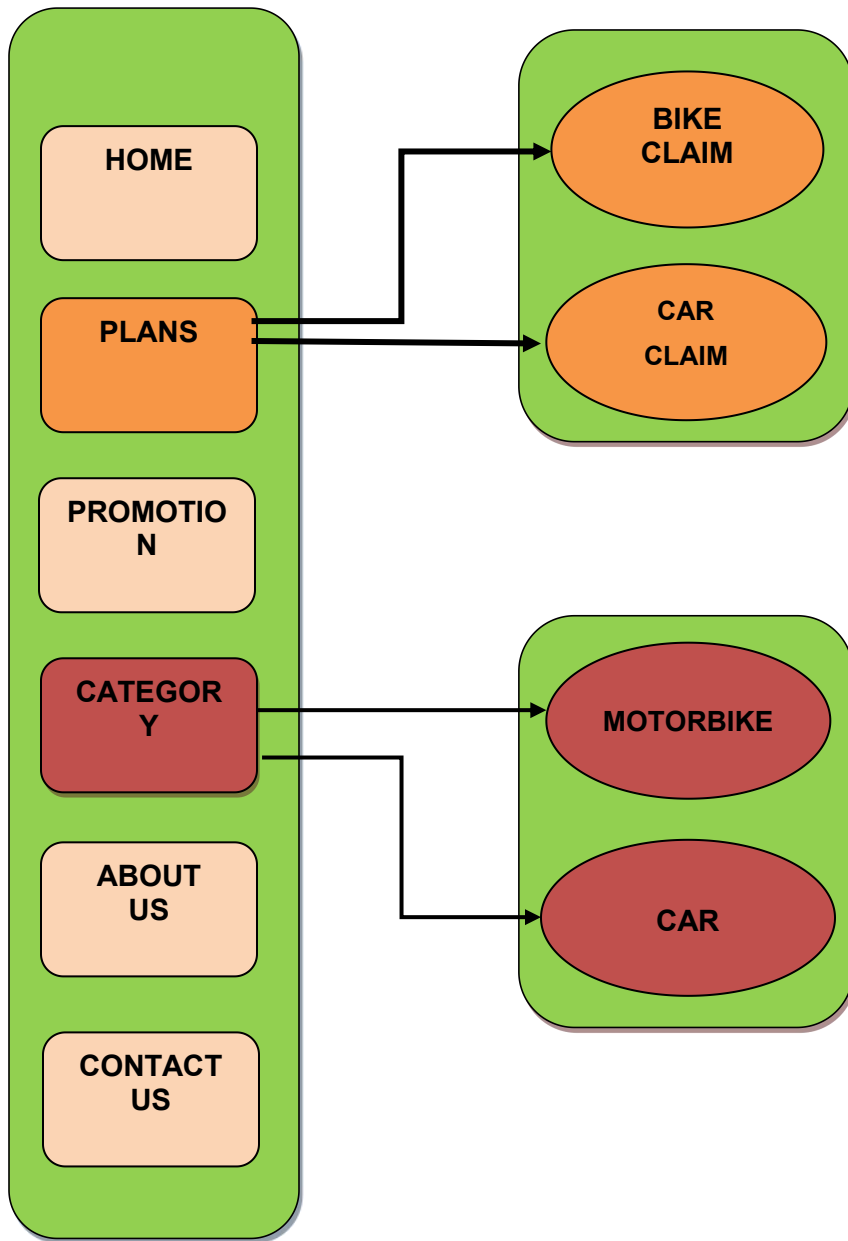 HOME
PLANS
PROMOTIO
N
CATEGOR
Y
ABOUT
US
CONTACT
US
BIKE
CLAIM
CAR
CLAIM
MOTORBIKE
CAR